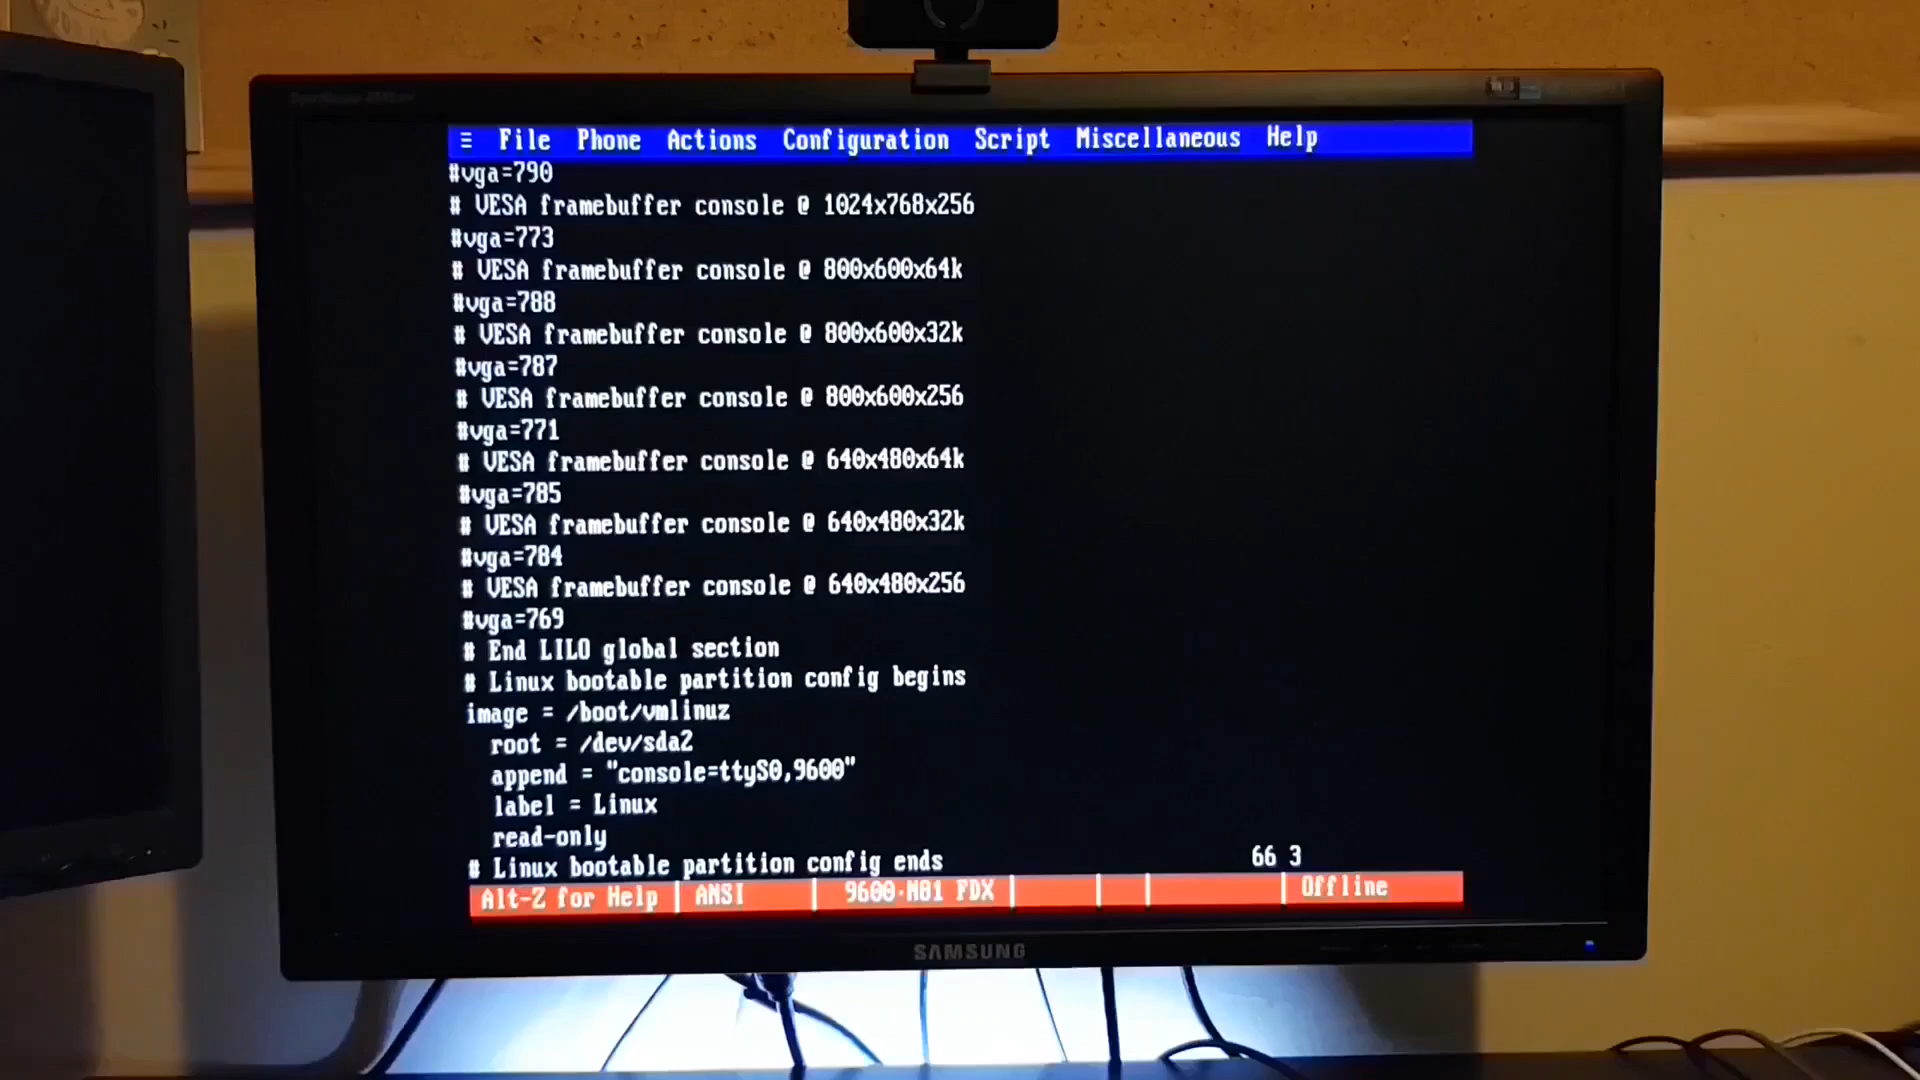 ≡ File Phone Actions Configuration Script Miscellaneous Help
#vga=790
# VESA framebuffer console @ 1024x768x256
#vga=773
# VESA framebuffer console @ 800x600x64k
#vga=788
# VESA framebuffer console @ 800x600x32k
#vga=787
# VESA framebuffer console @ 800x600x256
#vga=771
# VESA framebuffer console @ 640x480x64k
#vga=785
# VESA framebuffer console @ 640x480x32k
#vga=784
# VESA framebuffer console @ 640x480x256
#vga=769
# End LILO global section
# Linux bootable partition config begins
image = /boot/vmlinuz
root = /dev/sda2
append = "console=ttyS0,9600"
label = Linux
read-only
# Linux bootable partition config ends 66 3
Alt-Z for Help | ANSI | 9600·N81 FDX | | | | Offline
SAMSUNG